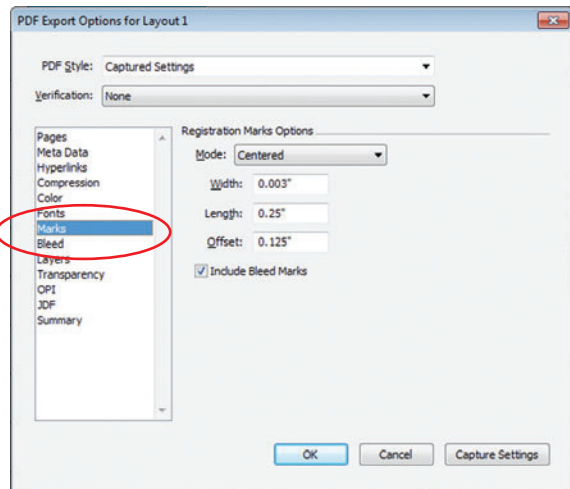 PDF Export Options for Layout 1
PDF Style: Captured Settings
Verification: None
Pages
Meta Data
Hyperlinks
Compression
Color
Fonts
Marks
Bleed
Layers
Transparency
OPI
JDF
Summary
Registration Marks Options
Mode: Centered
Width: 0.003"
Length: 0.25"
Offset: 0.125"
Include Bleed Marks
OK Cancel Capture Settings